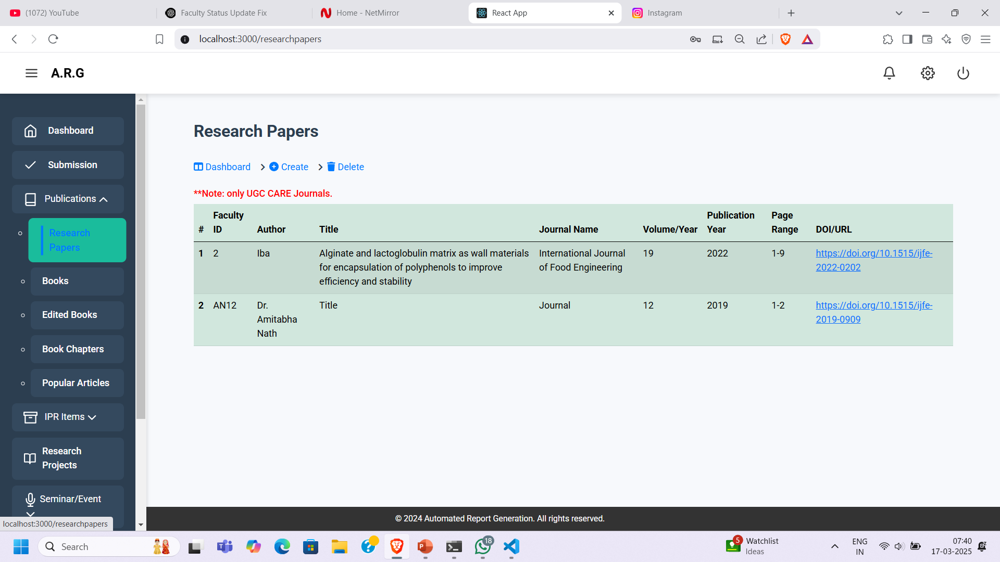 (1072) YouTube
Faculty Status Update Fix
Home - NetMirror
React App
Instagram
localhost:3000/researchpapers
A.R.G
Dashboard
Submission
Publications
Research
Papers
Books
Edited Books
Book Chapters
Popular Articles
IPR Items
Research
Projects
Seminar/Event
localhost:3000/researchpapers
Research Papers
Dashboard > Create > Delete
**Note: only UGC CARE Journals.
# Faculty ID Author Title Journal Name Volume/Year Publication Year Page Range DOI/URL
1 2 Iba Alginate and lactoglobulin matrix as wall materials International Journal 19 2022 1-9 https://doi.org/10.1515/ijfe-
for encapsulation of polyphenols to improve of Food Engineering 2022-0202
efficiency and stability
2 AN12 Dr. Title Journal 12 2019 1-2 https://doi.org/10.1515/ijfe-
Amitabha 2019-0909
Nath
© 2024 Automated Report Generation. All rights reserved.
Search
18
5
Watchlist
Ideas
ENG
IN
07:40
17-03-2025